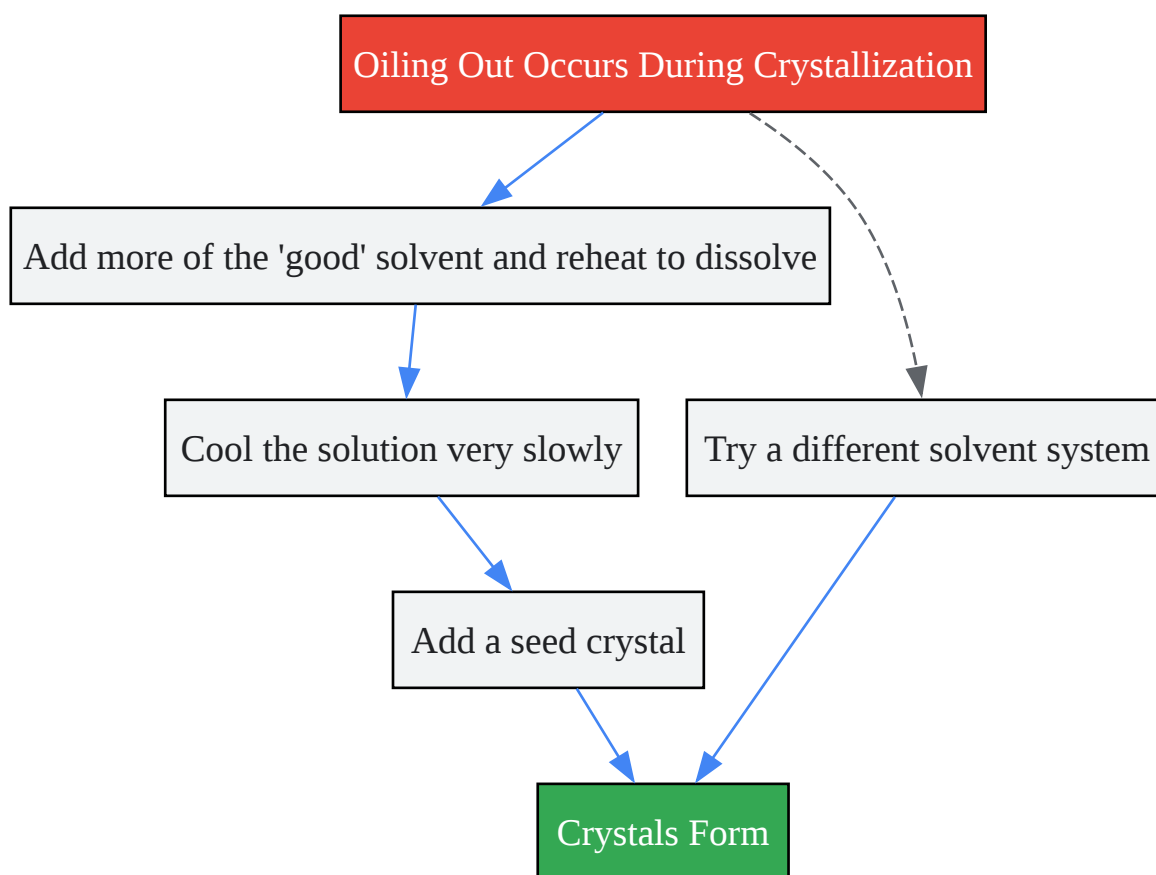 Oiling Out Occurs During Crystallization
Add more of the 'good' solvent and reheat to dissolve
Cool the solution very slowly
Try a different solvent system
Add a seed crystal
Crystals Form